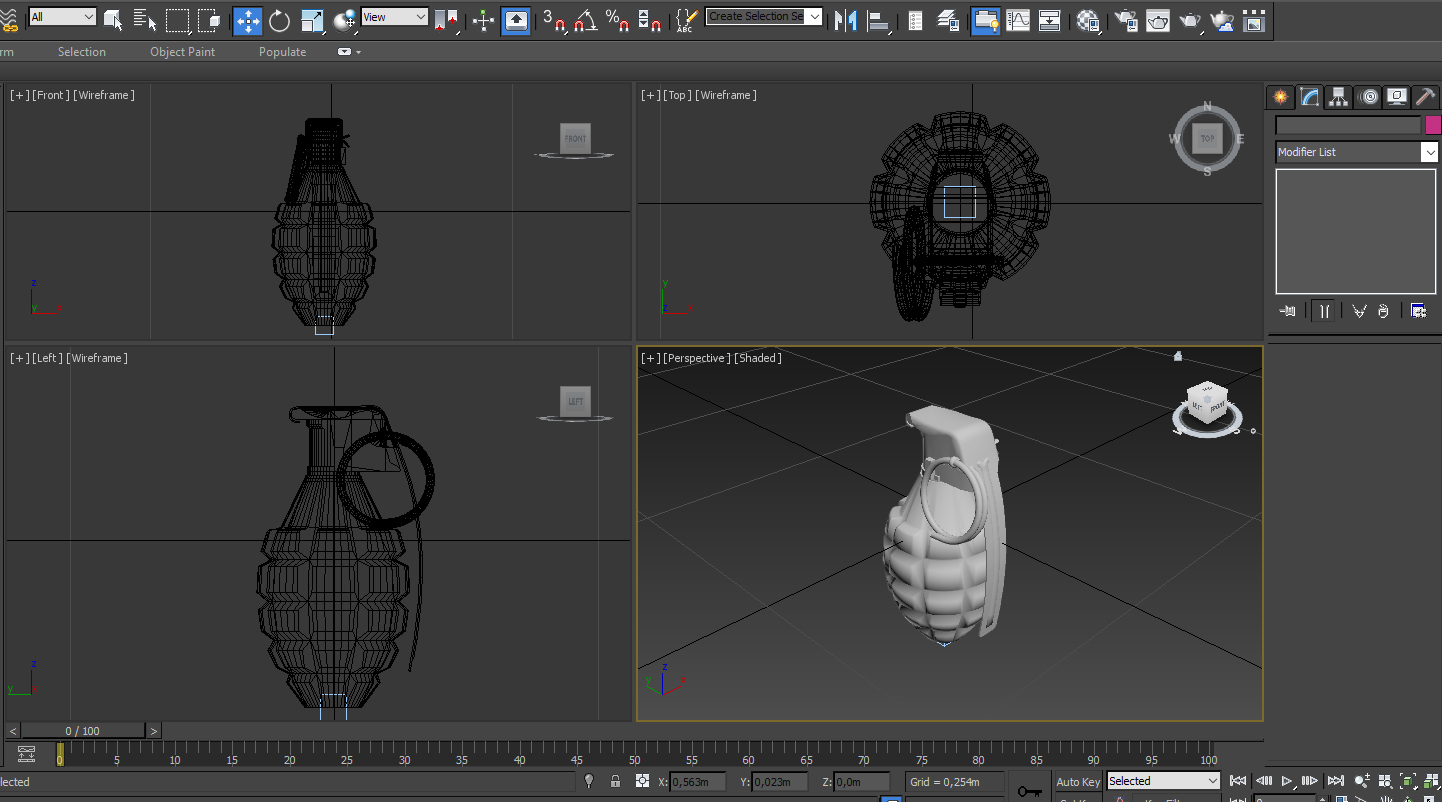 All
View
3
%
ABC
Create Selection Se
rm Selection Object Paint Populate
[+] [Front] [Wireframe]
FRONT
z
y x
[+] [Top] [Wireframe]
N
W TOP E
S
y
z x
Modifier List
[+] [Left] [Wireframe]
LEFT
z
y x
[+] [Perspective] [Shaded]
LEFT FRONT
z
y x
< 0 / 100 >
0 5 10 15 20 25 30 35 40 45 50 55 60 65 70 75 80 85 90 95 100
lected X: 0,563m Y: 0,023m Z: 0,0m Grid = 0,254m Auto Key Selected